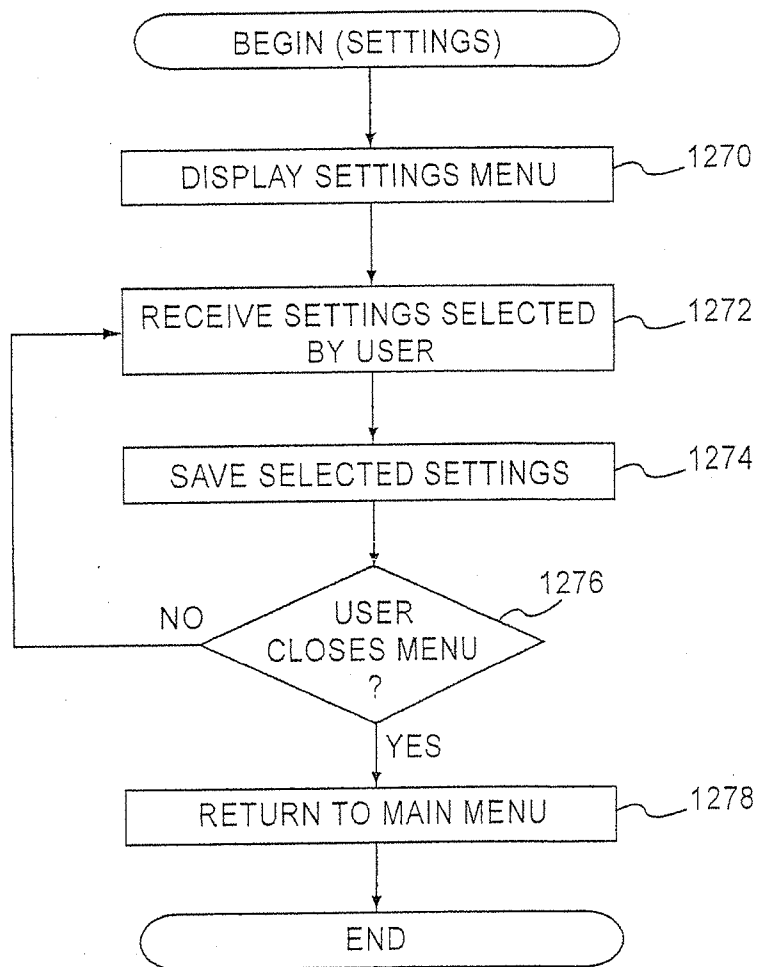 BEGIN (SETTINGS)
DISPLAY SETTINGS MENU
1270
RECEIVE SETTINGS SELECTED
BY USER
1272
SAVE SELECTED SETTINGS
1274
USER
CLOSES MENU
?
1276
NO
YES
RETURN TO MAIN MENU
1278
END